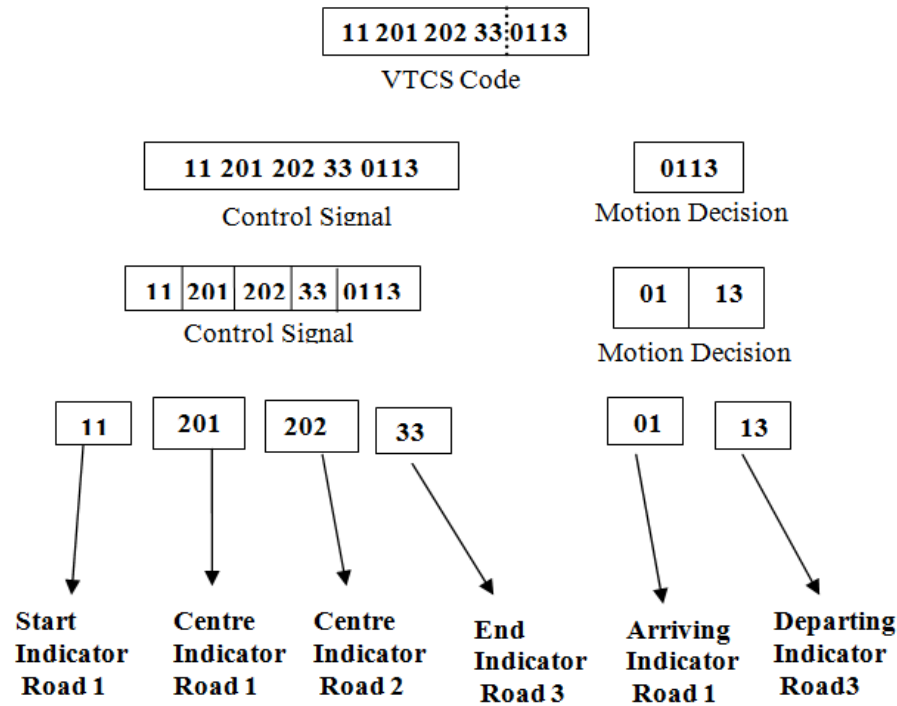 11 201 202 33 0113
VTCS Code
11 201 202 33 0113
Control Signal
0113
Motion Decision
11 201 202 33 0113
Control Signal
01 13
Motion Decision
11 201 202 33 01 13
Start
Indicator
Road 1
Centre
Indicator
Road 1
Centre
Indicator
Road 2
End
Indicator
Road 3
Arriving
Indicator
Road 1
Departing
Indicator
Road3